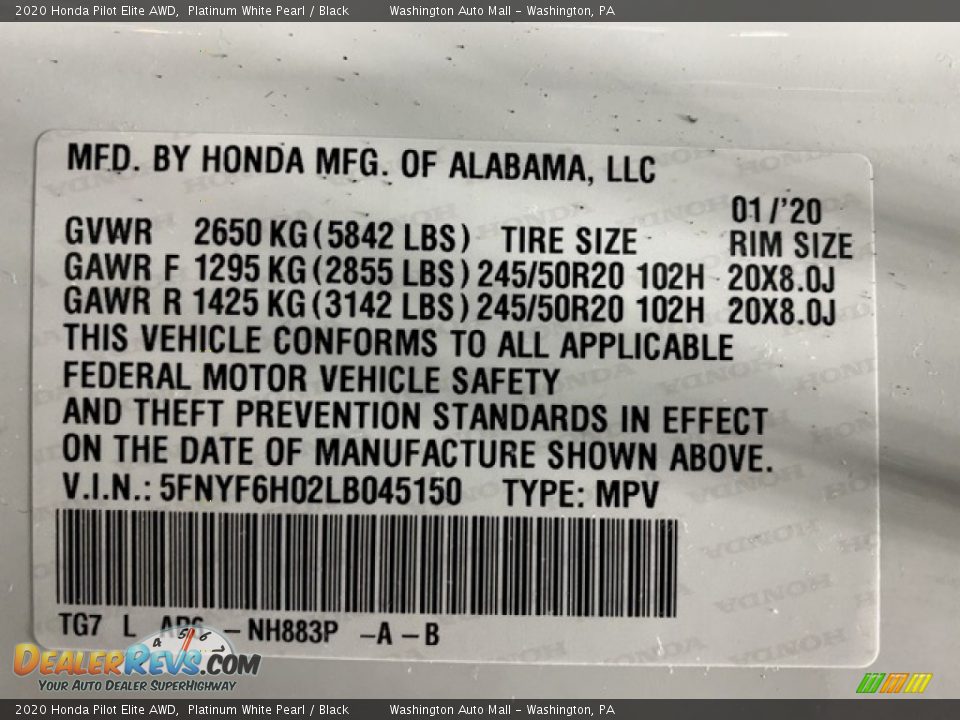 2020 Honda Pilot Elite AWD, Platinum White Pearl / Black Washington Auto Mall - Washington, PA
MFD. BY HONDA MFG. OF ALABAMA, LLC
01/'20
GVWR 2650 KG (5842 LBS) TIRE SIZE RIM SIZE
GAWR F 1295 KG (2855 LBS) 245/50R20 102H 20X8.0J
GAWR R 1425 KG (3142 LBS) 245/50R20 102H 20X8.0J
THIS VEHICLE CONFORMS TO ALL APPLICABLE
FEDERAL MOTOR VEHICLE SAFETY
AND THEFT PREVENTION STANDARDS IN EFFECT
ON THE DATE OF MANUFACTURE SHOWN ABOVE.
V.I.N.: 5FNYF6H02LB045150 TYPE: MPV
TG7 L - NH883P -A-B
4 5 6 7
DEALERREVS.COM
YOUR AUTO DEALER SUPERHIGHWAY
2020 Honda Pilot Elite AWD, Platinum White Pearl / Black Washington Auto Mall - Washington, PA